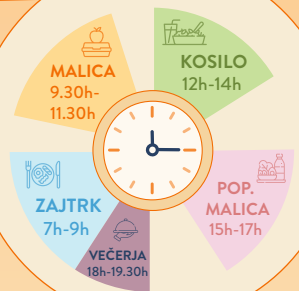 MALICA
9.30h-
11.30h
KOSILO
12h-14h
ZAJTRK
7h-9h
POP.
MALICA
15h-17h
VEČERJA
18h-19.30h